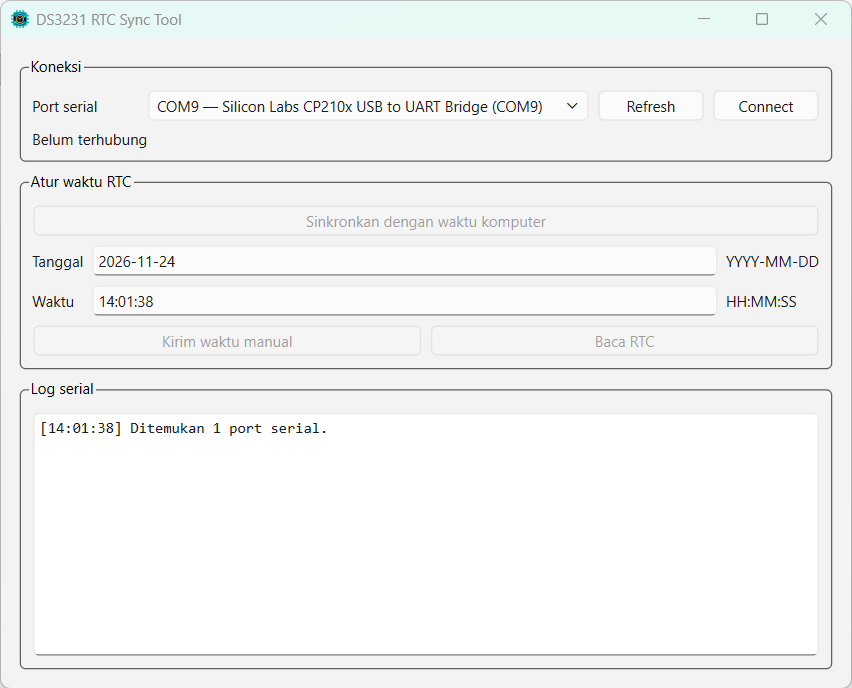 DS3231 RTC Sync Tool
Koneksi
Port serial COM9 — Silicon Labs CP210x USB to UART Bridge (COM9) Refresh Connect
Belum terhubung
Atur waktu RTC
Sinkronkan dengan waktu komputer
Tanggal 2026-11-24 YYYY-MM-DD
Waktu 14:01:38 HH:MM:SS
Kirim waktu manual Baca RTC
Log serial
[14:01:38] Ditemukan 1 port serial.